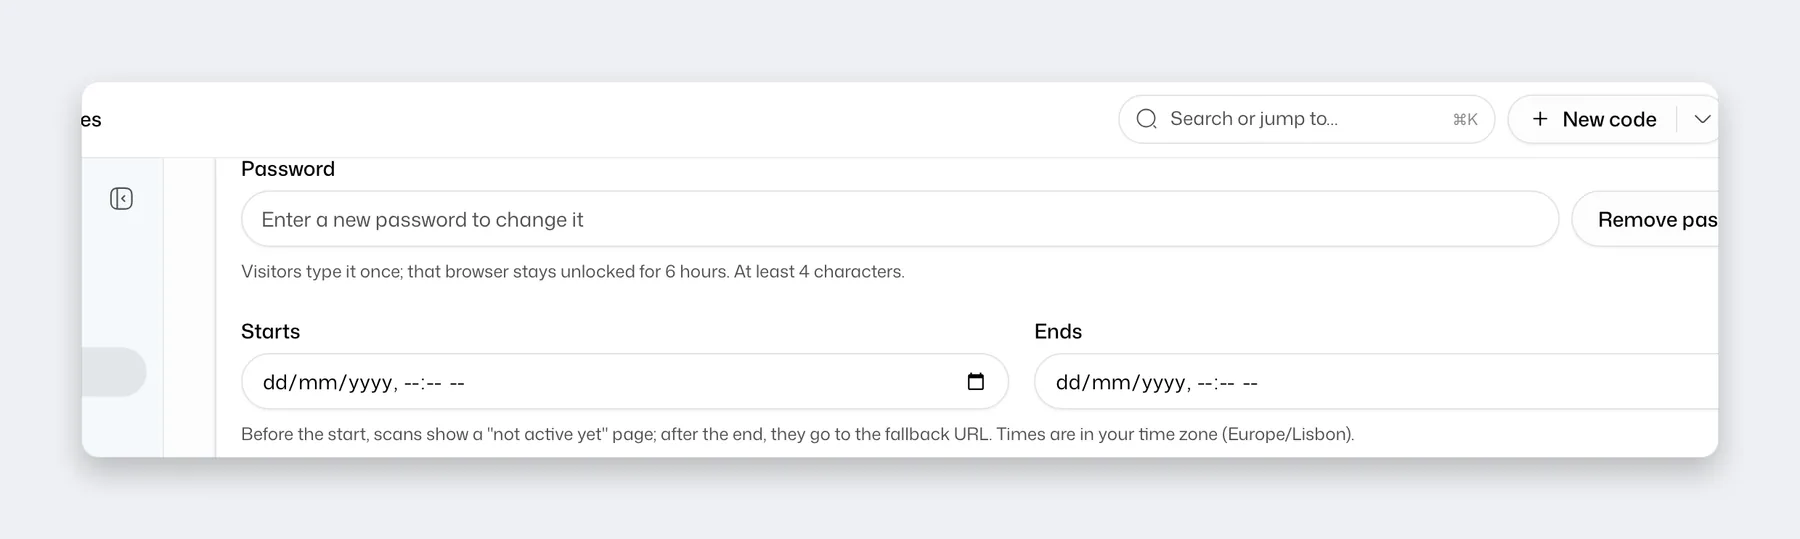 es
Search or jump to... ⌘K
+ New code
Password
Enter a new password to change it
Remove pas
Visitors type it once; that browser stays unlocked for 6 hours. At least 4 characters.
Starts
Ends
dd/mm/yyyy, --:-- --
dd/mm/yyyy, --:-- --
Before the start, scans show a "not active yet" page; after the end, they go to the fallback URL. Times are in your time zone (Europe/Lisbon).